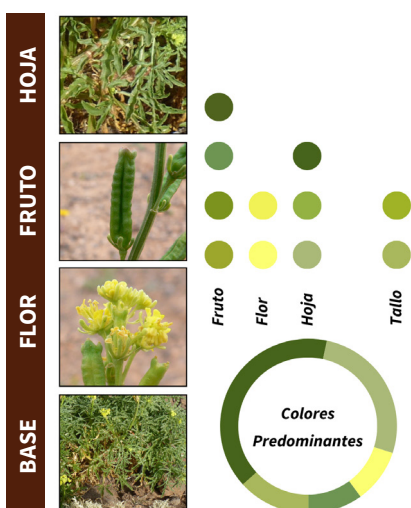 HOJA
FRUTO
FLOR
BASE
Fruto
Flor
Hoja
Tallo
Colores
Predominantes